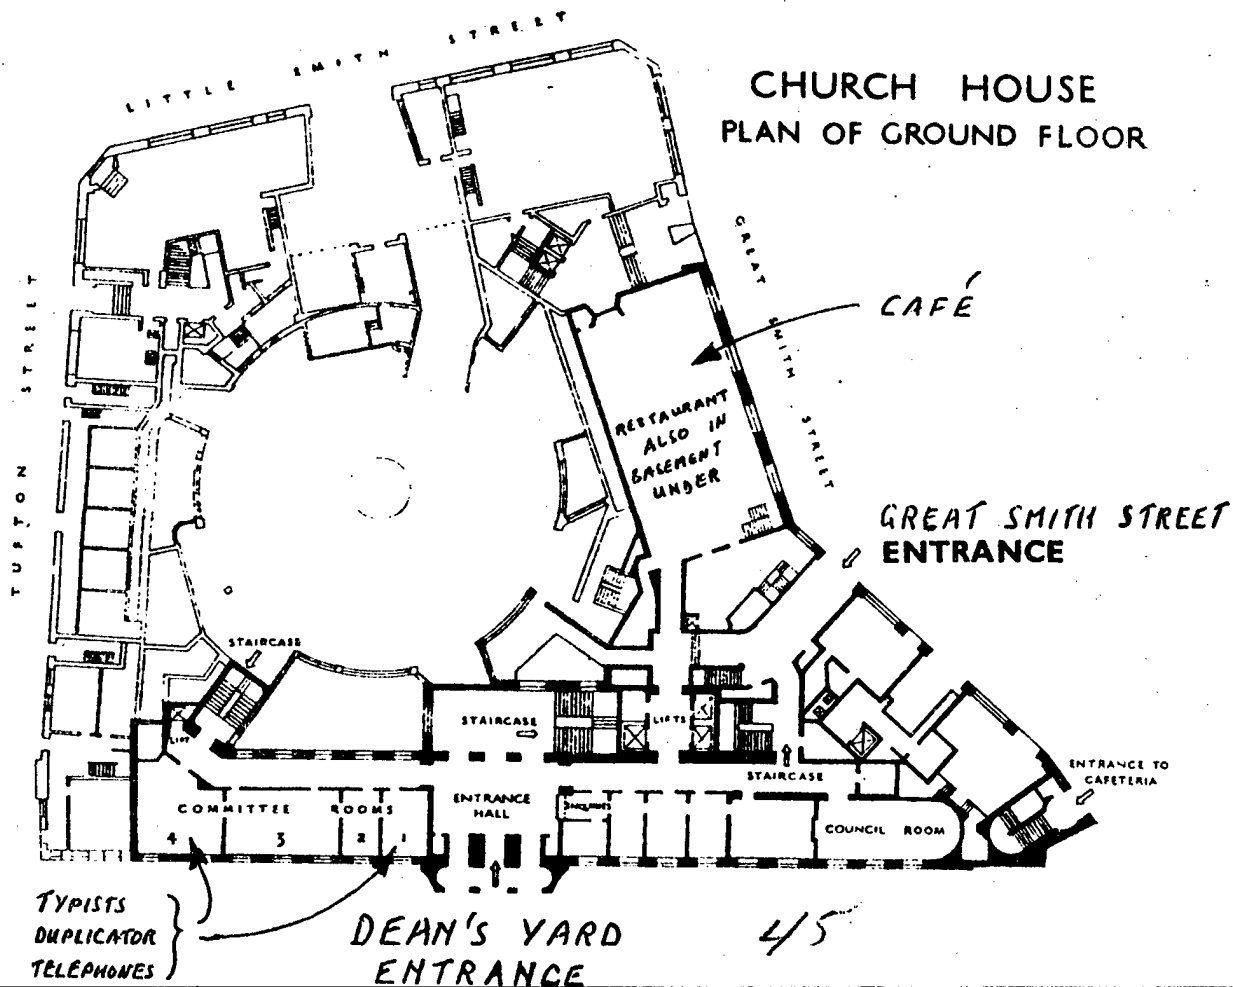 LITTLE SMITH STREET
CHURCH HOUSE
PLAN OF GROUND FLOOR
GREAT SMITH STREET
CAFÉ
TUFTON STREET
RESTAURANT
ALSO IN
BASEMENT
UNDER
GREAT SMITH STREET
ENTRANCE
STAIRCASE
STAIRCASE
LIFTS
LIFT
STAIRCASE
ENTRANCE TO
CAFETERIA
COMMITTEE ROOMS
4 3 2 1
ENTRANCE
HALL
ENQUIRIES
COUNCIL ROOM
TYPISTS
DUPLICATOR
TELEPHONES
DEAN'S YARD
ENTRANCE
45